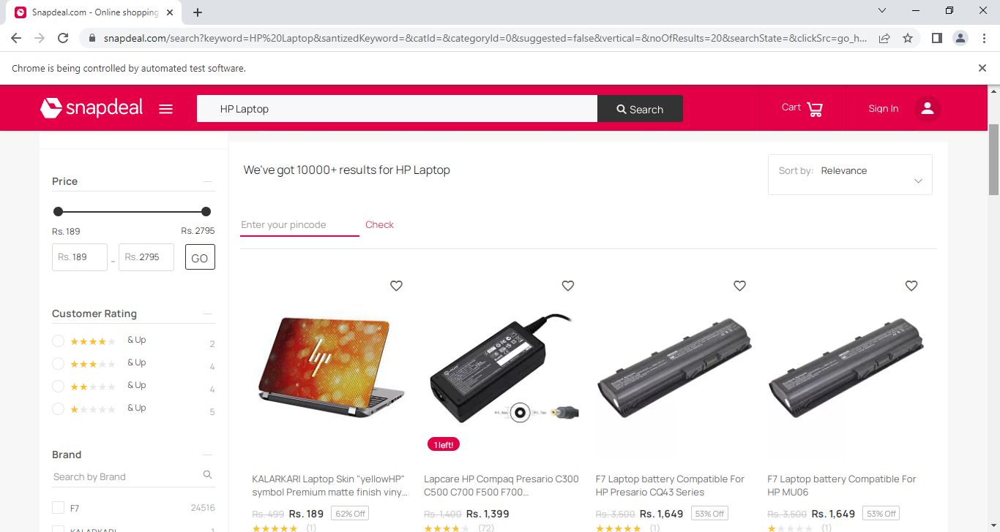 Snapdeal.com - Online shopping
snapdeal.com/search?keyword=HP%20Laptop&santizedKeyword=&catId=&categoryId=0&suggested=false&vertical=&noOfResults=20&searchState=&clickSrc=go_h...
Chrome is being controlled by automated test software.
snapdeal
HP Laptop
Search
Cart
Sign In
Price
Rs. 189
Rs. 2795
Rs. 189
-
Rs. 2795
GO
Customer Rating
& Up
2
& Up
4
& Up
4
& Up
5
Brand
Search by Brand
F7
24516
KALARKARI
1
We've got 10000+ results for HP Laptop
Sort by: Relevance
Enter your pincode
Check
hp
1 left!
KALARKARI Laptop Skin "yellowHP"
symbol Premium matte finish viny...
Rs. 499 Rs. 189 62% Off
(1)
Lapcare HP Compaq Presario C300
C500 C700 F500 F700...
Rs. 1,400 Rs. 1,399
(72)
F7 Laptop battery Compatible For
HP Presario CQ43 Series
Rs. 3,500 Rs. 1,649 53% Off
(1)
F7 Laptop battery Compatible For
HP MU06
Rs. 3,500 Rs. 1,649 53% Off
(1)